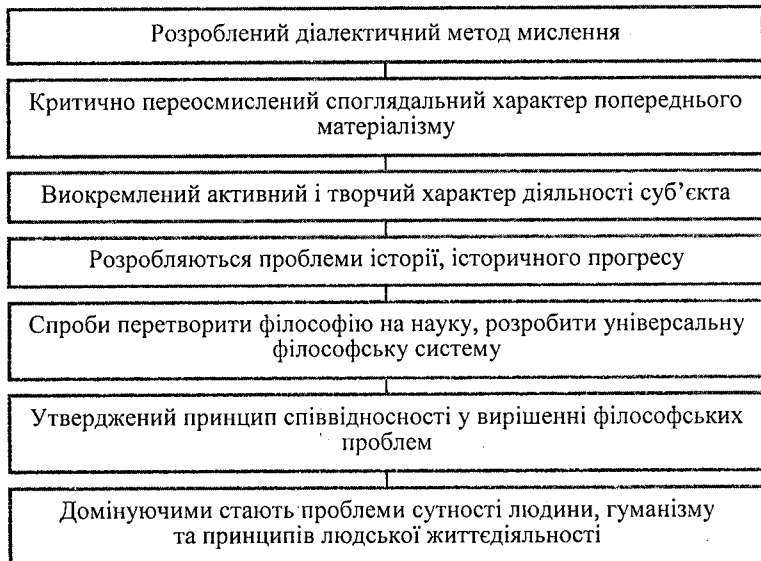 Розроблений діалектичний метод мислення
Критично переосмислений споглядальний характер попереднього
матеріалізму
Виокремлений активний і творчий характер діяльності суб’єкта
Розробляються проблеми історії, історичного прогресу
Спроби перетворити філософію на науку, розробити універсальну
філософську систему
Утверджений принцип співвідносності у вирішенні філософських
проблем
Домінуючими стають проблеми сутності людини, гуманізму
та принципів людської життєдіяльності